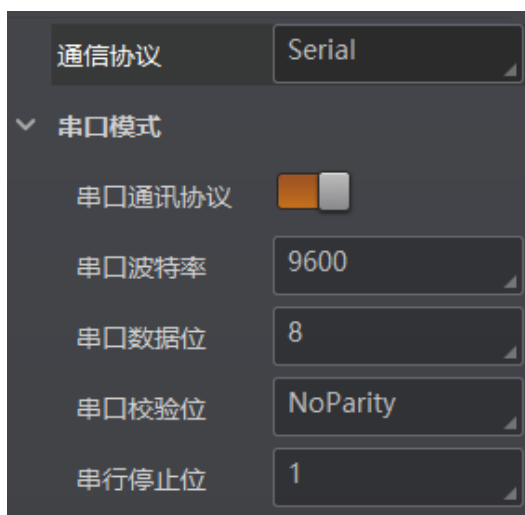 通信协议 Serial
串口模式
串口通讯协议
串口波特率 9600
串口数据位 8
串口校验位 NoParity
串行停止位 1